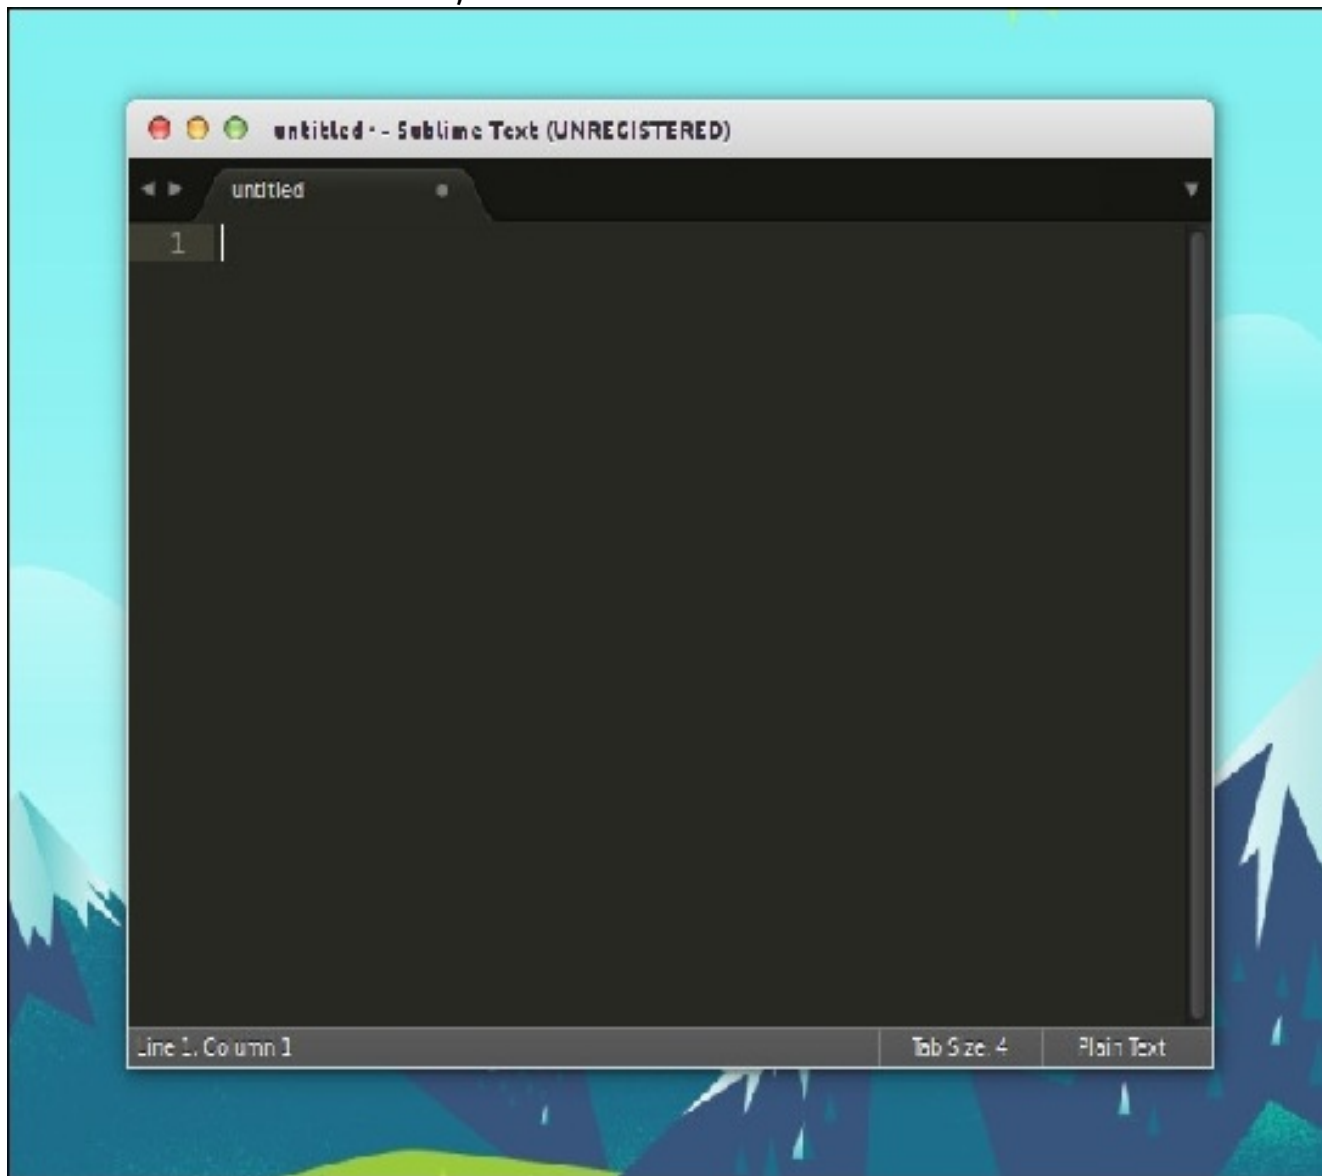 untitled • - Sublime Text (UNREGISTERED)
untitled
1
Line 1, Column 1
Tab Size: 4
Plain Text